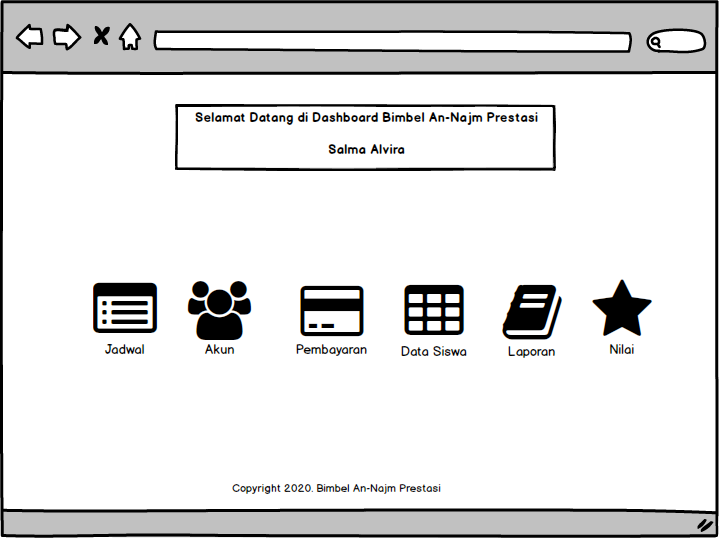 Selamat Datang di Dashboard Bimbel An-Najm Prestasi
Salma Alvira
Jadwal
Akun
Pembayaran
Data Siswa
Laporan
Nilai
Copyright 2020. Bimbel An-Najm Prestasi